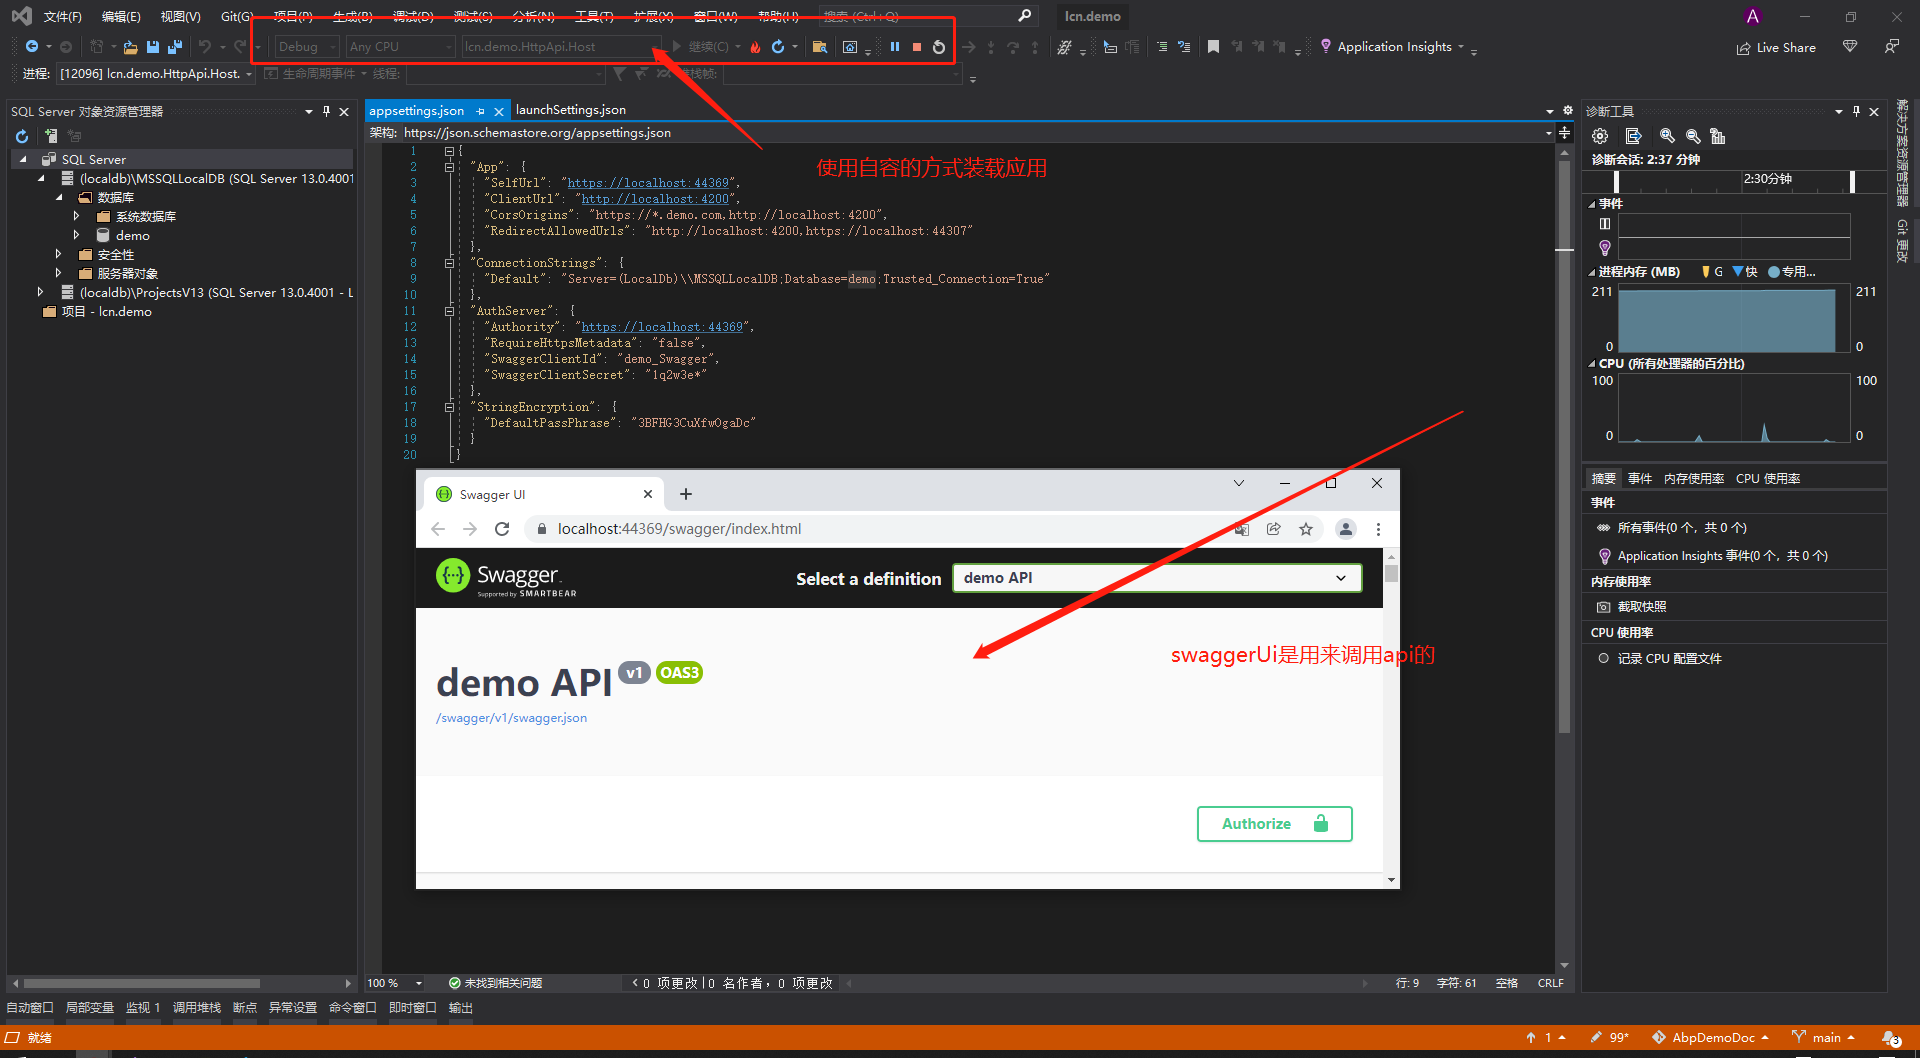 文件(F) 编辑(E) 视图(V) Git(G) 项目(P) 生成(B) 调试(D) 测试(S) 分析(N) 工具(T) 扩展(X) 窗口(W) 帮助(H) 搜索 (Ctrl+Q) lcn.demo A
Debug Any CPU lcn.demo.HttpApi.Host 继续(C) Application Insights Live Share
进程: [12096] lcn.demo.HttpApi.Host. 生命周期事件 线程: 堆栈帧:
SQL Server 对象资源管理器
SQL Server
(localdb)\MSSQLLocalDB (SQL Server 13.0.4001
数据库
系统数据库
demo
安全性
服务器对象
(localdb)\ProjectsV13 (SQL Server 13.0.4001 - L
项目 - lcn.demo
appsettings.json launchSettings.json
架构: https://json.schemastore.org/appsettings.json
使用自容的方式装载应用
1 {
2 "App": {
3 "SelfUrl": "https://localhost:44369",
4 "ClientUrl": "http://localhost:4200",
5 "CorsOrigins": "https://*.demo.com,http://localhost:4200",
6 "RedirectAllowedUrls": "http://localhost:4200,https://localhost:44307"
7 },
8 "ConnectionStrings": {
9 "Default": "Server=(LocalDb)\\MSSQLLocalDB;Database=demo;Trusted_Connection=True"
10 },
11 "AuthServer": {
12 "Authority": "https://localhost:44369",
13 "RequireHttpsMetadata": "false",
14 "SwaggerClientId": "demo_Swagger",
15 "SwaggerClientSecret": "1q2w3e*"
16 },
17 "StringEncryption": {
18 "DefaultPassPhrase": "3BFHG3CuXfwOgaDc"
19 }
20 }
Swagger UI
localhost:44369/swagger/index.html
Swagger.
Supported by SMARTBEAR
Select a definition demo API
demo API v1 OAS3
/swagger/v1/swagger.json
swaggerUi是用来调用api的
Authorize
诊断工具
诊断会话: 2:37 分钟
2:30分钟
事件
进程内存 (MB) G 快 专用...
211 211
0 0
CPU (所有处理器的百分比)
100 100
0 0
摘要 事件 内存使用率 CPU 使用率
事件
所有事件(0 个，共 0 个)
Application Insights 事件(0 个，共 0 个)
内存使用率
截取快照
CPU 使用率
记录 CPU 配置文件
解决方案资源管理器
Git 更改
100 % 未找到相关问题 0 项更改 | 0 名作者，0 项更改 行: 9 字符: 61 空格 CRLF
自动窗口 局部变量 监视 1 调用堆栈 断点 异常设置 命令窗口 即时窗口 输出
就绪 1 99* AbpDemoDoc main 3